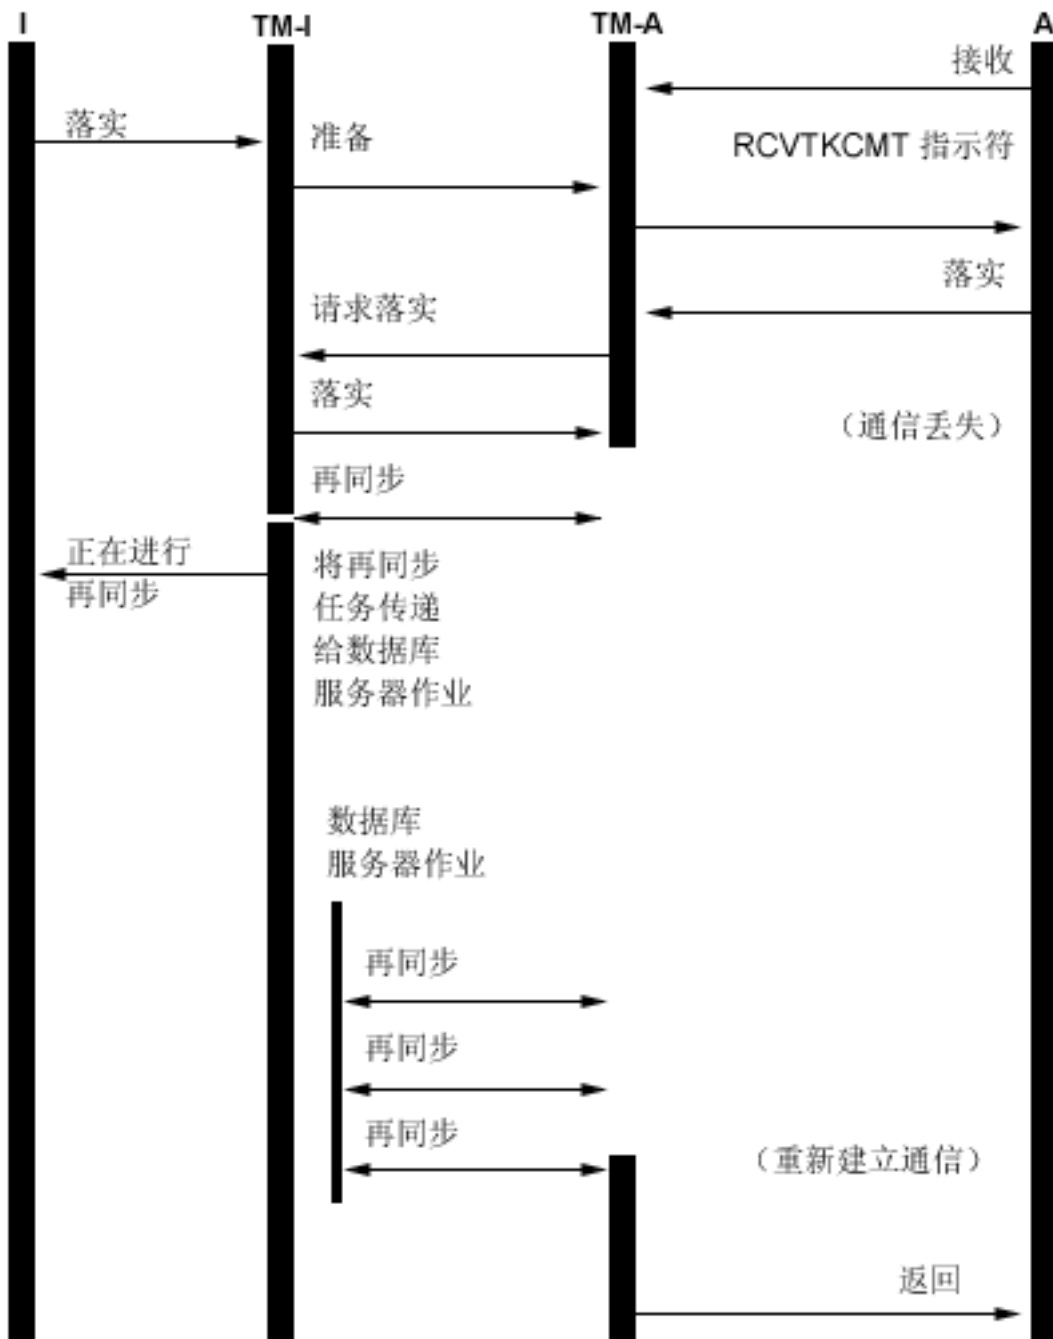 I
TM-I
TM-A
A
接收
落实
准备
RCVTKCMT 指示符
落实
请求落实
落实
（通信丢失）
再同步
正在进行
再同步
将再同步
任务传递
给数据库
服务器作业
数据库
服务器作业
再同步
再同步
再同步
（重新建立通信）
返回